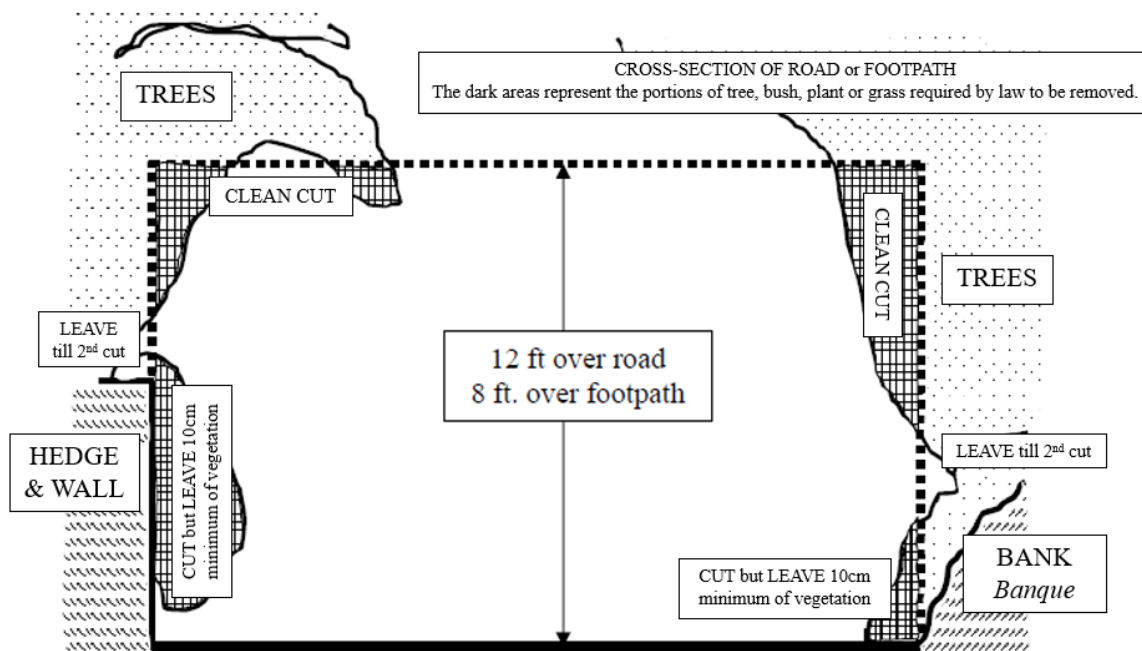 CROSS-SECTION OF ROAD or FOOTPATH
The dark areas represent the portions of tree, bush, plant or grass required by law to be removed.
TREES
CLEAN CUT
CLEAN CUT
TREES
LEAVE
till 2nd cut
12 ft over road
8 ft. over footpath
HEDGE
& WALL
CUT but LEAVE 10cm
minimum of vegetation
LEAVE till 2nd cut
CUT but LEAVE 10cm
minimum of vegetation
BANK
Banque